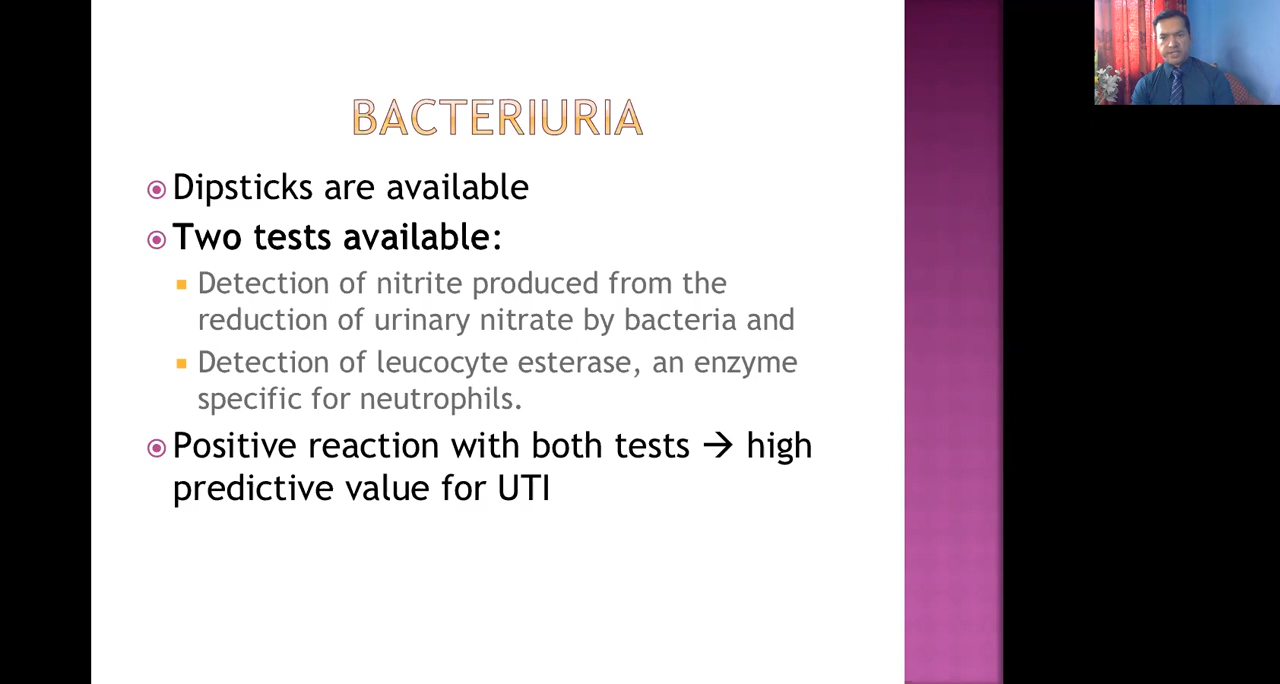 BACTERIURIA
Dipsticks are available
Two tests available:
Detection of nitrite produced from the
reduction of urinary nitrate by bacteria and
Detection of leucocyte esterase, an enzyme
specific for neutrophils.
Positive reaction with both tests → high
predictive value for UTI